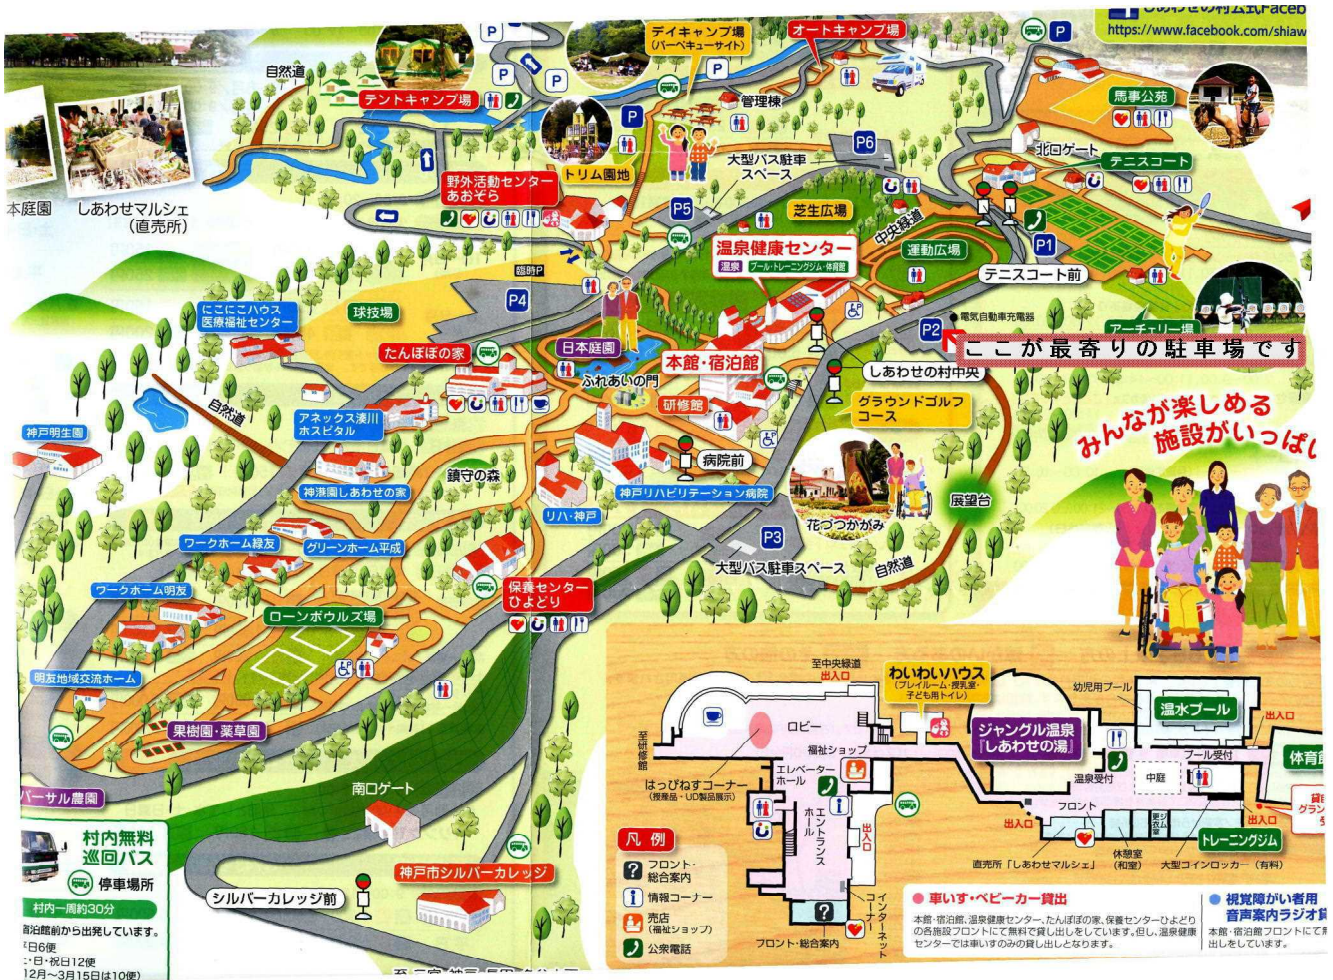 https://www.facebook.com/shiaw
P
デイキャンプ場
(バーベキューサイト)
オートキャンプ場
自然道
テントキャンプ場
管理棟
馬事公苑
北口ゲート
テニスコート
大型バス駐車
スペース
P6
トリム園地
野外活動センター
あおぞら
本庭園
しあわせマルシェ
(直売所)
P5
芝生広場
中央緑道
運動広場
P1
テニスコート前
温泉健康センター
温泉
プール・トレーニングジム・体育館
臨時P
P4
球技場
にこにこハウス
医療福祉センター
たんぽぽの家
日本庭園
ふれあいの門
本館・宿泊館
研修館
P2
電気自動車充電器
アーチェリー場
ここが最寄りの駐車場です
しあわせの村中央
グラウンドゴルフ
コース
みんなが楽しめる
施設がいっぱい
自然道
アネックス湊川
ホスピタル
神戸明生園
神港園しあわせの家
鎮守の森
リハ・神戸
病院前
神戸リハビリテーション病院
花づつかがみ
展望台
P3
大型バス駐車スペース
自然道
ワークホーム緑友
グリーンホーム平成
ワークホーム明友
保養センター
ひよどり
ローンボウルズ場
明友地域交流ホーム
果樹園・薬草園
バーサル農園
南口ゲート
神戸市シルバーカレッジ
シルバーカレッジ前
村内無料
巡回バス
停車場所
村内一周約30分
宿泊館前から出発しています。
日6便
・日・祝日12便
12月～3月15日は10便)
至中央緑道
出入口
わいわいハウス
(プレイルーム・授乳室・
子ども用トイレ)
幼児用プール
温水プール
出入口
ロビー
福祉ショップ
ジャングル温泉
『しあわせの湯』
至研修館
はっぴねすコーナー
(授産品・UD製品展示)
エレベーター
ホール
エントランス
ホール
出入口
温泉受付
中庭
プール受付
体育館
フロント
出入口
更衣室
ジム
出入口
トレーニングジム
直売所「しあわせマルシェ」
休憩室
(和室)
大型コインロッカー(有料)
インターネット
コーナー
フロント・総合案内
凡例
フロント・
総合案内
情報コーナー
売店
(福祉ショップ)
公衆電話
車いす・ベビーカー貸出
本館・宿泊館、温泉健康センター、たんぽぽの家、保養センターひよどり
の各施設フロントにて無料で貸し出しをしています。但し、温泉健康
センターでは車いすのみの貸し出しとなります。
視覚障がい者用
音声案内ラジオ貸
本館・宿泊館フロントにて無
出しをしています。